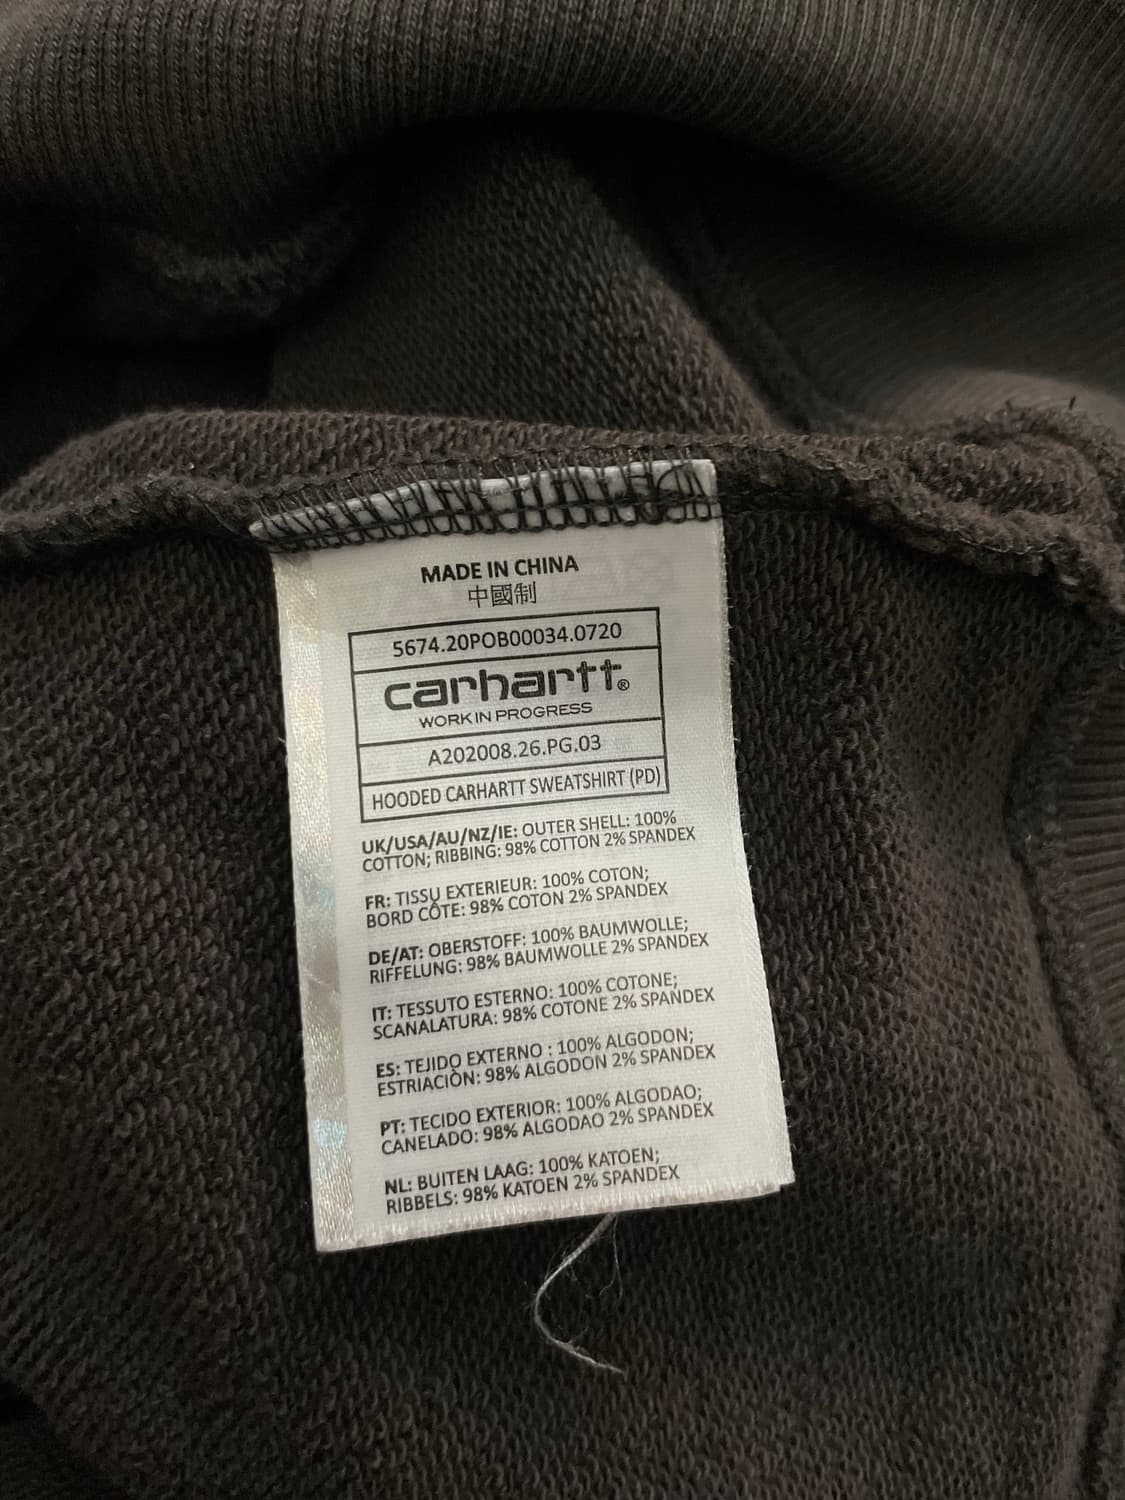 MADE IN CHINA
中國制
5674.20POB00034.0720
carhartt®
WORK IN PROGRESS
A202008.26.PG.03
HOODED CARHARTT SWEATSHIRT (PD)
UK/USA/AU/NZ/IE: OUTER SHELL: 100%
COTTON; RIBBING: 98% COTTON 2% SPANDEX
FR: TISSU EXTERIEUR: 100% COTON;
BORD CÔTE: 98% COTON 2% SPANDEX
DE/AT: OBERSTOFF: 100% BAUMWOLLE;
RIFFELUNG: 98% BAUMWOLLE 2% SPANDEX
IT: TESSUTO ESTERNO: 100% COTONE;
SCANALATURA: 98% COTONE 2% SPANDEX
ES: TEJIDO EXTERNO : 100% ALGODON;
ESTRIACIÒN: 98% ALGODON 2% SPANDEX
PT: TECIDO EXTERIOR: 100% ALGODAO;
CANELADO: 98% ALGODAO 2% SPANDEX
NL: BUITEN LAAG: 100% KATOEN;
RIBBELS: 98% KATOEN 2% SPANDEX